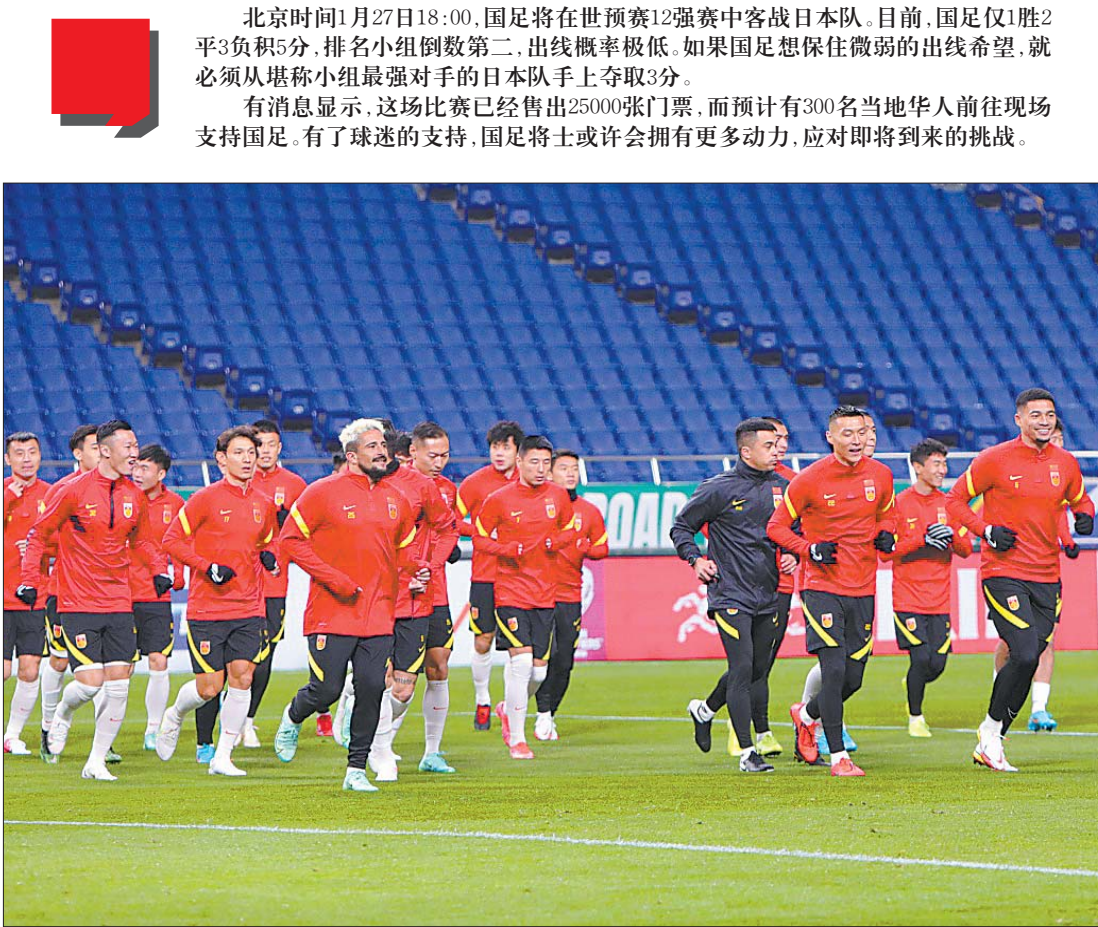 北京时间1月27日18:00,国足将在世预赛12强赛中客战日本队。目前,国足仅1胜2
平3负积5分,排名小组倒数第二,出线概率极低。如果国足想保住微弱的出线希望,就
必须从堪称小组最强对手的日本队手上夺取3分。
有消息显示,这场比赛已经售出25000张门票,而预计有300名当地华人前往现场
支持国足。有了球迷的支持,国足将士或许会拥有更多动力,应对即将到来的挑战。
ROAD